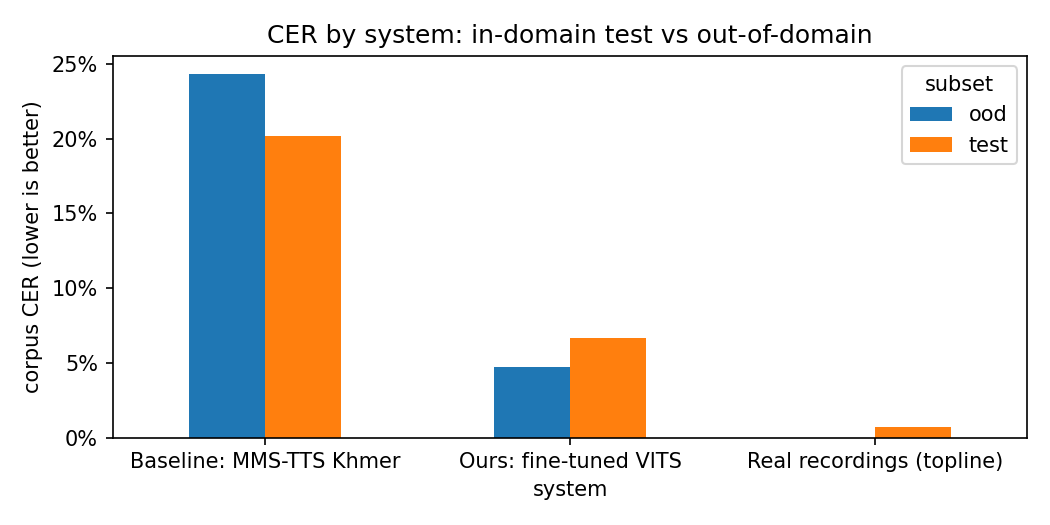 CER by system: in-domain test vs out-of-domain
corpus CER (lower is better)
25%
20%
15%
10%
5%
0%
subset
ood
test
Baseline: MMS-TTS Khmer
Ours: fine-tuned VITS
Real recordings (topline)
system